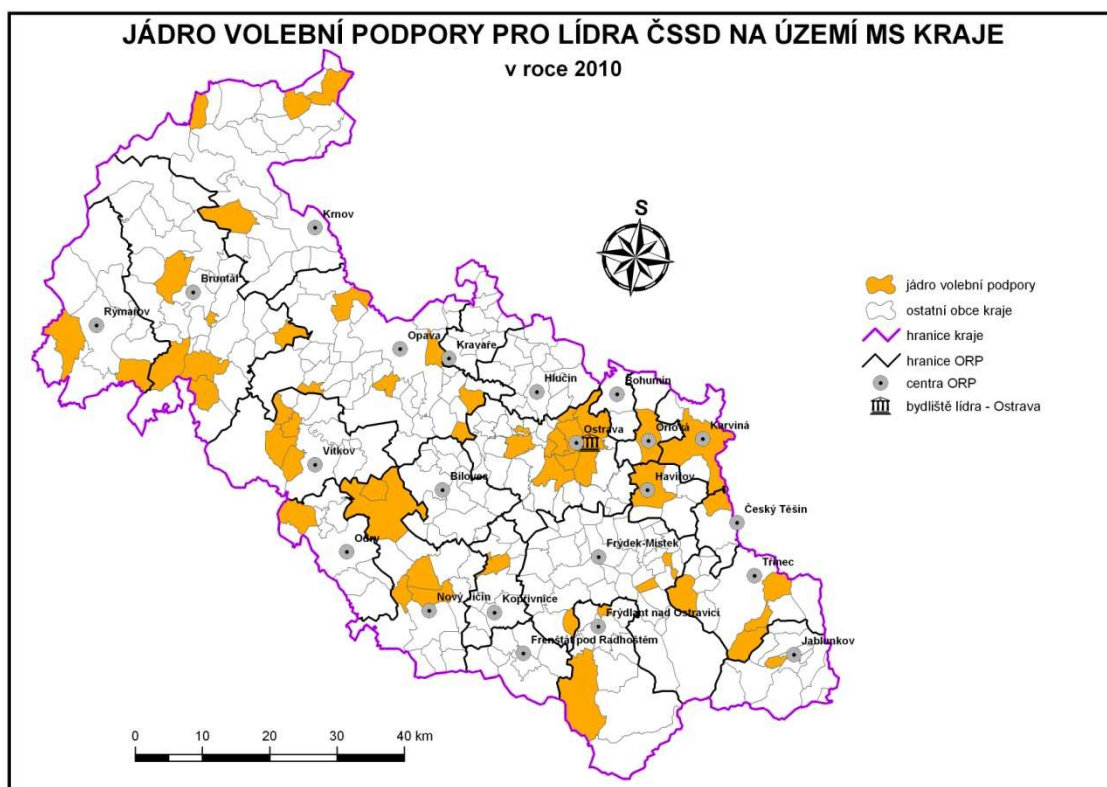 JÁDRO VOLEBNÍ PODPORY PRO LÍDRA ČSSD NA ÚZEMÍ MS KRAJE
v roce 2010
S
Krnov
Bruntál
Rýmařov
Opava
Kravaře
Hlučín
Bohumín
Ostrava
Orlová
Karviná
Vítkov
Bílovec
Havířov
Český Těšín
Odry
Frýdek-Místek
Třinec
Nový Jičín
Kopřivnice
Frýdlant nad Ostravicí
Frenštát pod Radhoštěm
Jablunkov
jádro volební podpory
ostatní obce kraje
hranice kraje
hranice ORP
centra ORP
bydliště lídra - Ostrava
0 10 20 30 40 km